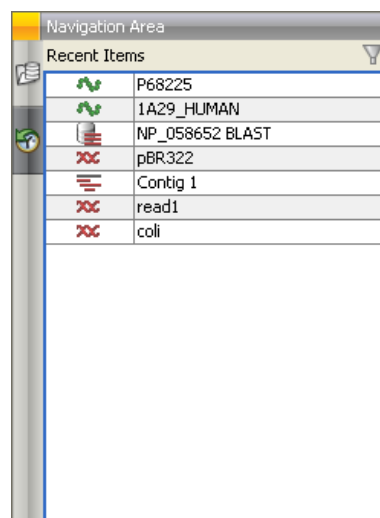 Navigation Area
Recent Items
P68225
1A29_HUMAN
NP_058652 BLAST
pBR322
Contig 1
read1
coli